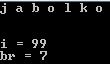 j a b o l k o
i = 99
br = 7